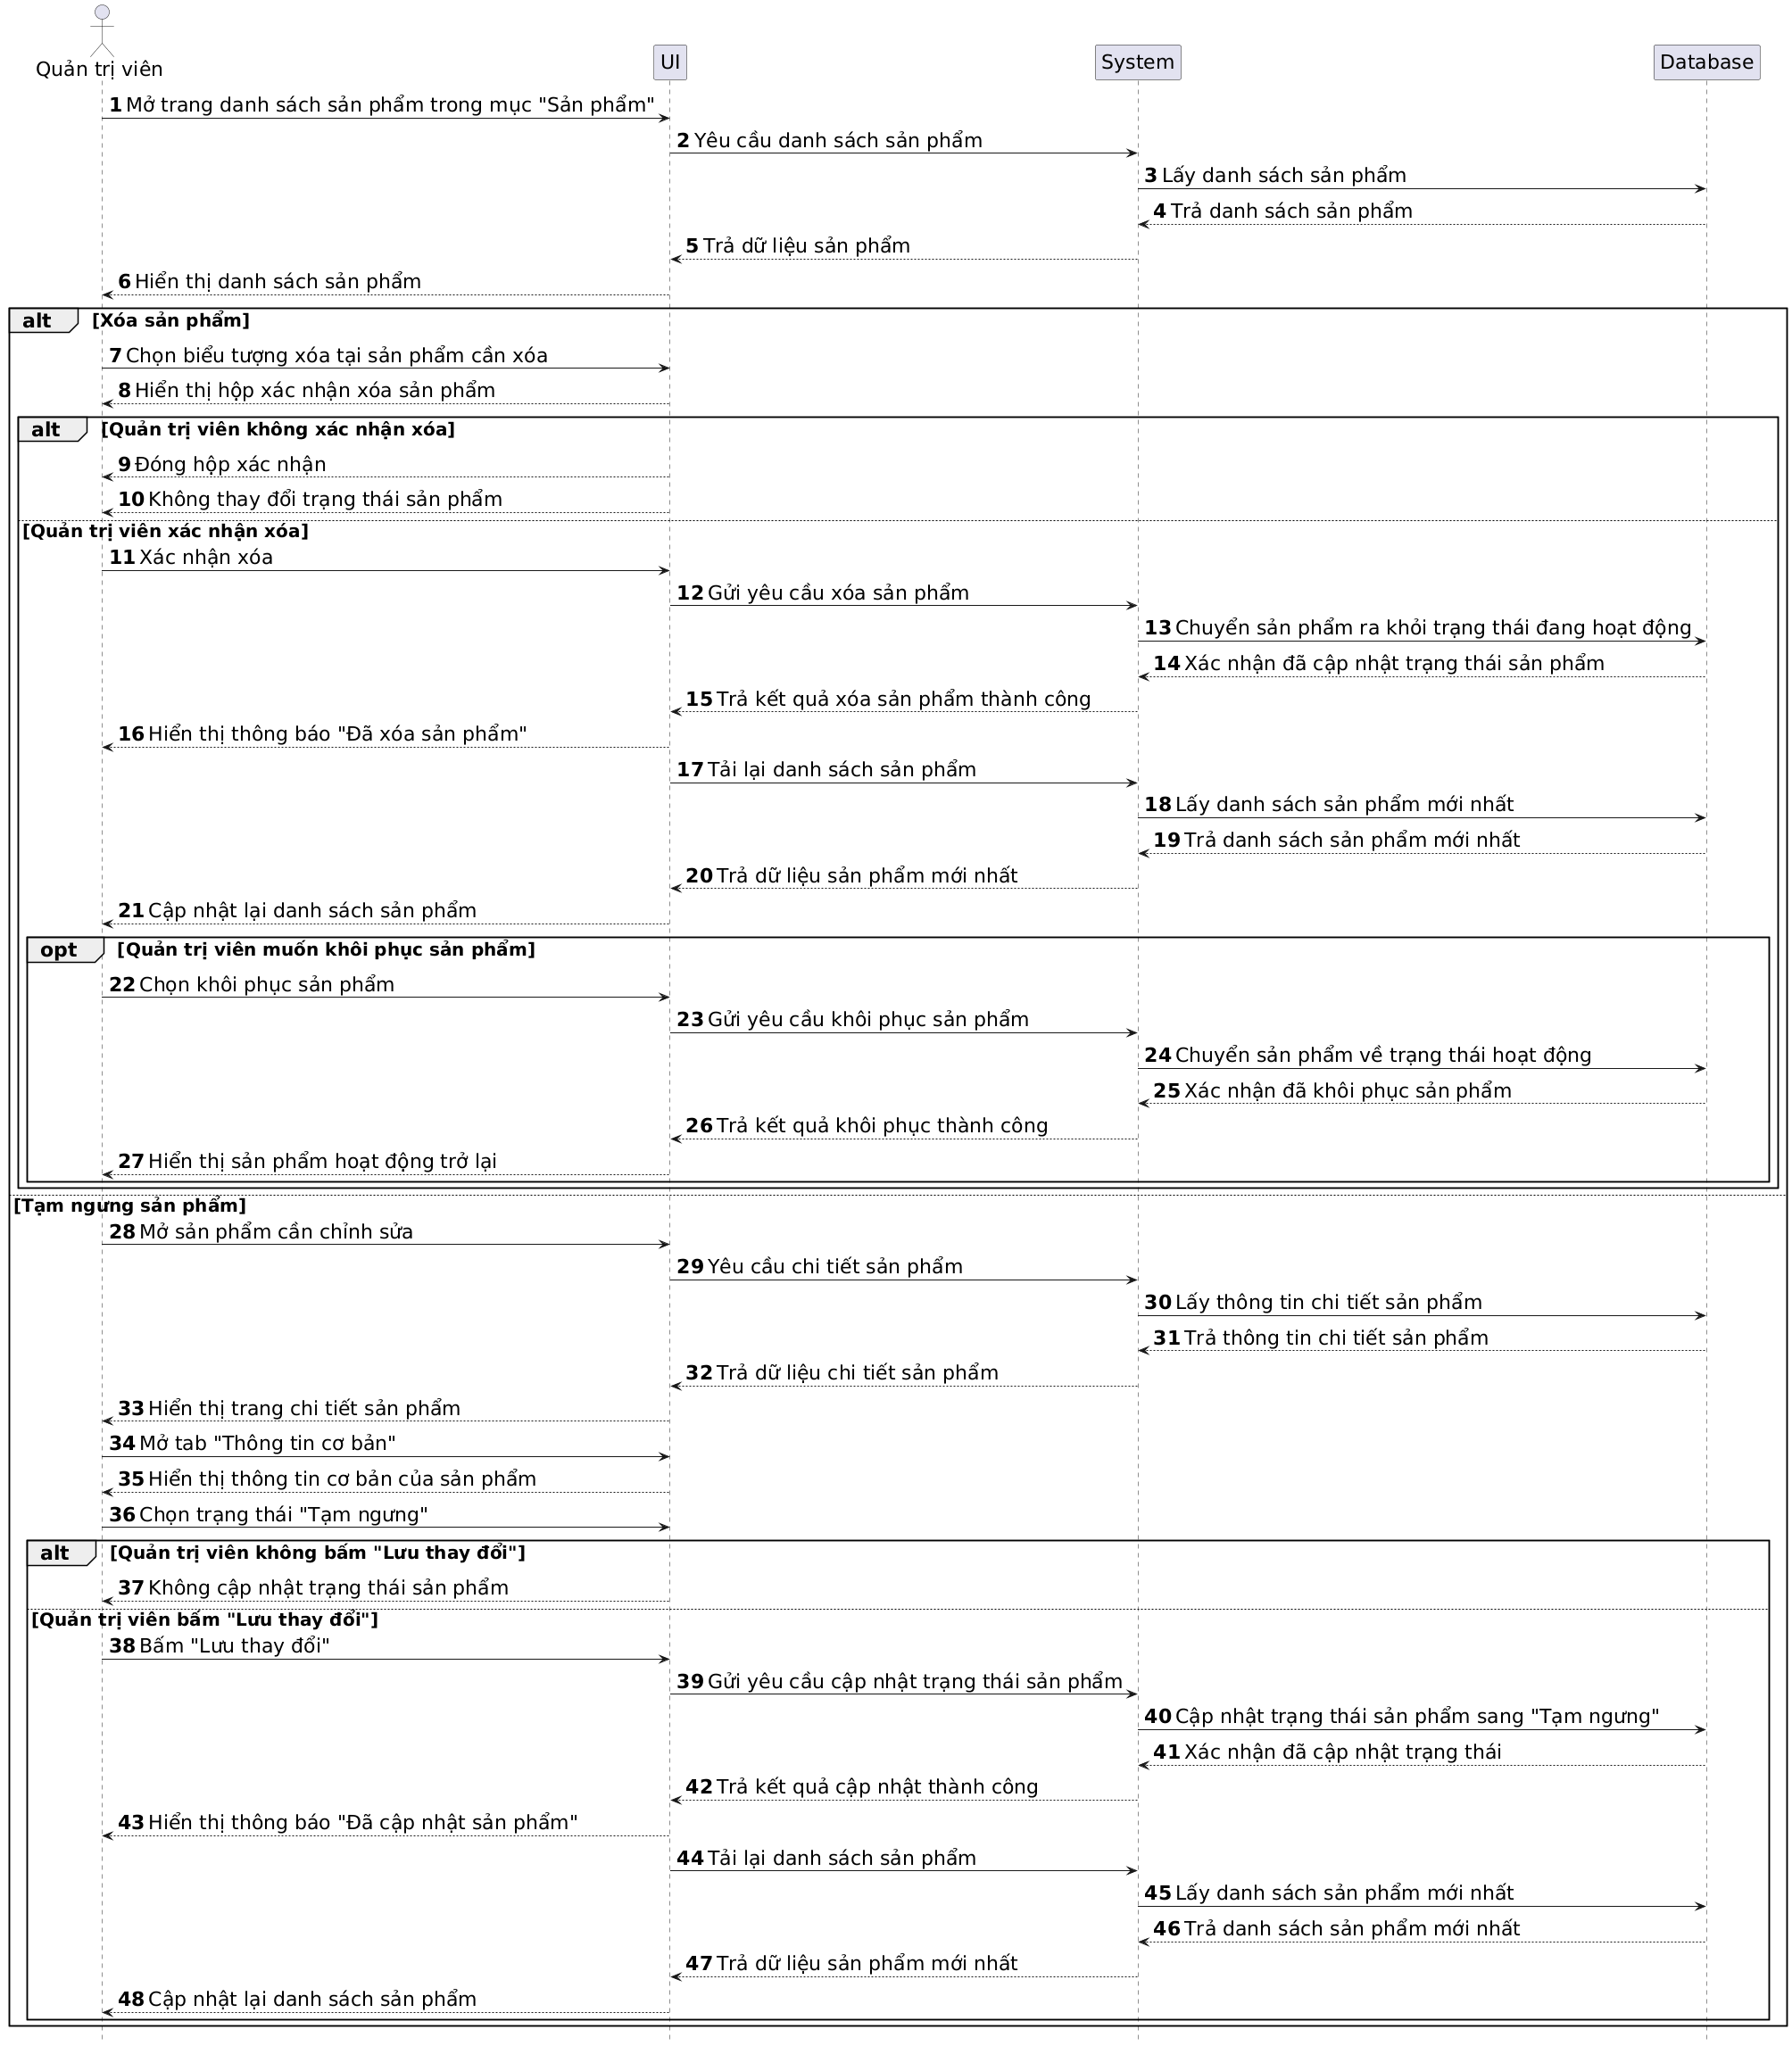 Quản trị viên
UI
System
Database
1 Mở trang danh sách sản phẩm trong mục "Sản phẩm"
2 Yêu cầu danh sách sản phẩm
3 Lấy danh sách sản phẩm
4 Trả danh sách sản phẩm
5 Trả dữ liệu sản phẩm
6 Hiển thị danh sách sản phẩm
alt [Xóa sản phẩm]
7 Chọn biểu tượng xóa tại sản phẩm cần xóa
8 Hiển thị hộp xác nhận xóa sản phẩm
alt [Quản trị viên không xác nhận xóa]
9 Đóng hộp xác nhận
10 Không thay đổi trạng thái sản phẩm
[Quản trị viên xác nhận xóa]
11 Xác nhận xóa
12 Gửi yêu cầu xóa sản phẩm
13 Chuyển sản phẩm ra khỏi trạng thái đang hoạt động
14 Xác nhận đã cập nhật trạng thái sản phẩm
15 Trả kết quả xóa sản phẩm thành công
16 Hiển thị thông báo "Đã xóa sản phẩm"
17 Tải lại danh sách sản phẩm
18 Lấy danh sách sản phẩm mới nhất
19 Trả danh sách sản phẩm mới nhất
20 Trả dữ liệu sản phẩm mới nhất
21 Cập nhật lại danh sách sản phẩm
opt [Quản trị viên muốn khôi phục sản phẩm]
22 Chọn khôi phục sản phẩm
23 Gửi yêu cầu khôi phục sản phẩm
24 Chuyển sản phẩm về trạng thái hoạt động
25 Xác nhận đã khôi phục sản phẩm
26 Trả kết quả khôi phục thành công
27 Hiển thị sản phẩm hoạt động trở lại
[Tạm ngưng sản phẩm]
28 Mở sản phẩm cần chỉnh sửa
29 Yêu cầu chi tiết sản phẩm
30 Lấy thông tin chi tiết sản phẩm
31 Trả thông tin chi tiết sản phẩm
32 Trả dữ liệu chi tiết sản phẩm
33 Hiển thị trang chi tiết sản phẩm
34 Mở tab "Thông tin cơ bản"
35 Hiển thị thông tin cơ bản của sản phẩm
36 Chọn trạng thái "Tạm ngưng"
alt [Quản trị viên không bấm "Lưu thay đổi"]
37 Không cập nhật trạng thái sản phẩm
[Quản trị viên bấm "Lưu thay đổi"]
38 Bấm "Lưu thay đổi"
39 Gửi yêu cầu cập nhật trạng thái sản phẩm
40 Cập nhật trạng thái sản phẩm sang "Tạm ngưng"
41 Xác nhận đã cập nhật trạng thái
42 Trả kết quả cập nhật thành công
43 Hiển thị thông báo "Đã cập nhật sản phẩm"
44 Tải lại danh sách sản phẩm
45 Lấy danh sách sản phẩm mới nhất
46 Trả danh sách sản phẩm mới nhất
47 Trả dữ liệu sản phẩm mới nhất
48 Cập nhật lại danh sách sản phẩm